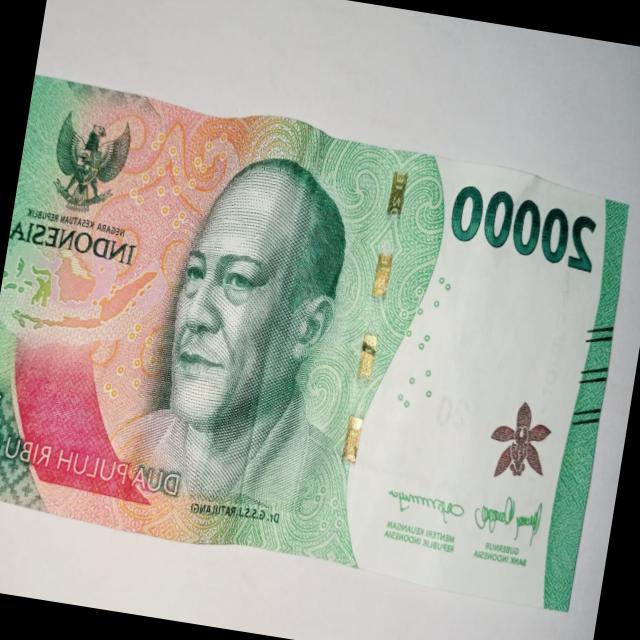 20000
NEGARA KESATUAN REPUBLIK
INDONESIA
DUA PULUH RIBU
Dr. G.S.S.J. RATULANGI
GUBERNUR
BANK INDONESIA
MENTERI KEUANGAN
REPUBLIK INDONESIA